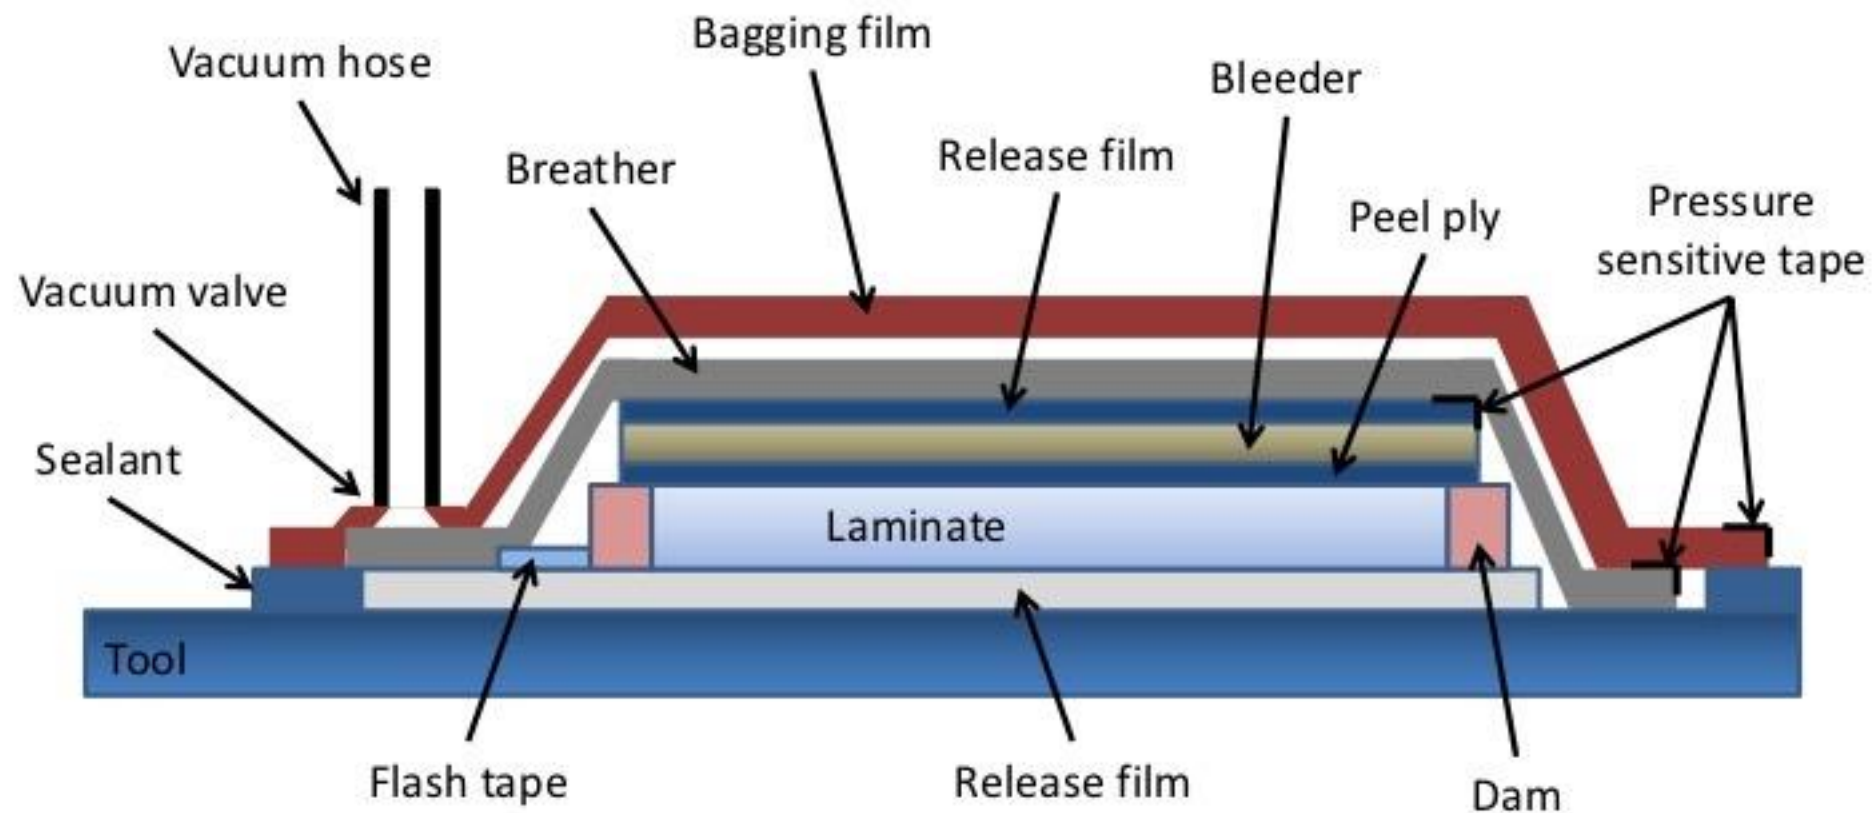 Bagging film
Vacuum hose
Bleeder
Release film
Breather
Pressure
sensitive tape
Peel ply
Vacuum valve
Sealant
Laminate
Tool
Flash tape
Release film
Dam